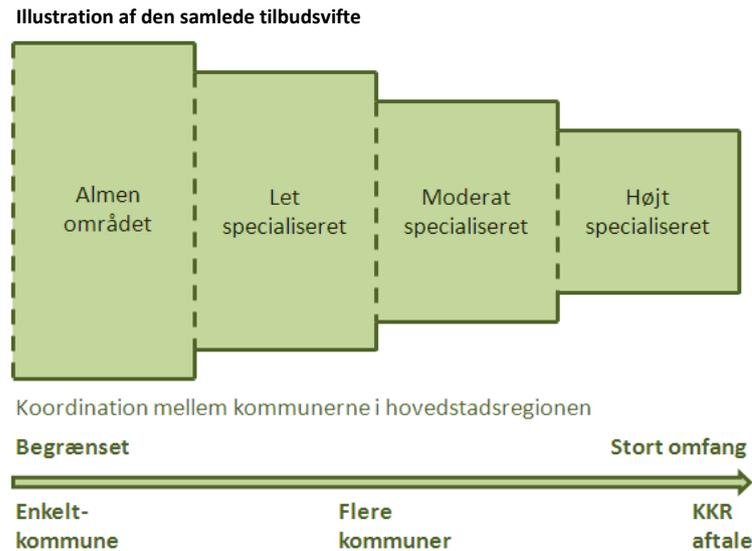 Illustration af den samlede tilbudsvifte
Almen
området
Let
specialiseret
Moderat
specialiseret
Højt
specialiseret
Koordination mellem kommunerne i hovedstadsregionen
Begrænset
Stort omfang
Enkelt-
kommune
Flere
kommuner
KKR
aftale